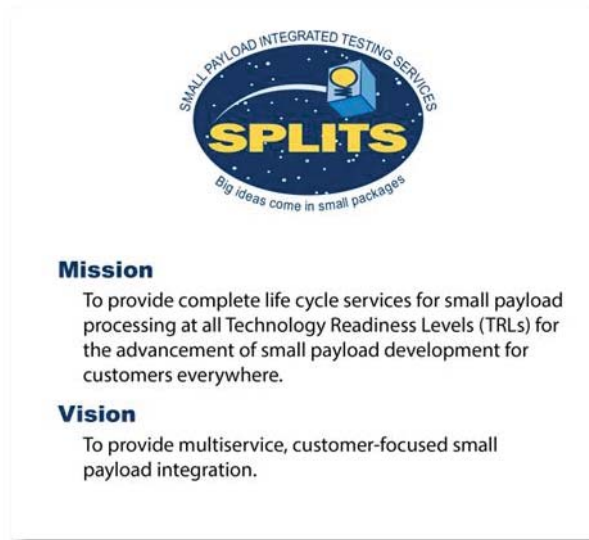 SMALL PAYLOAD INTEGRATED TESTING SERVICES
SPLITS
Big ideas come in small packages
Mission
To provide complete life cycle services for small payload
processing at all Technology Readiness Levels (TRLs) for
the advancement of small payload development for
customers everywhere.
Vision
To provide multiservice, customer-focused small
payload integration.